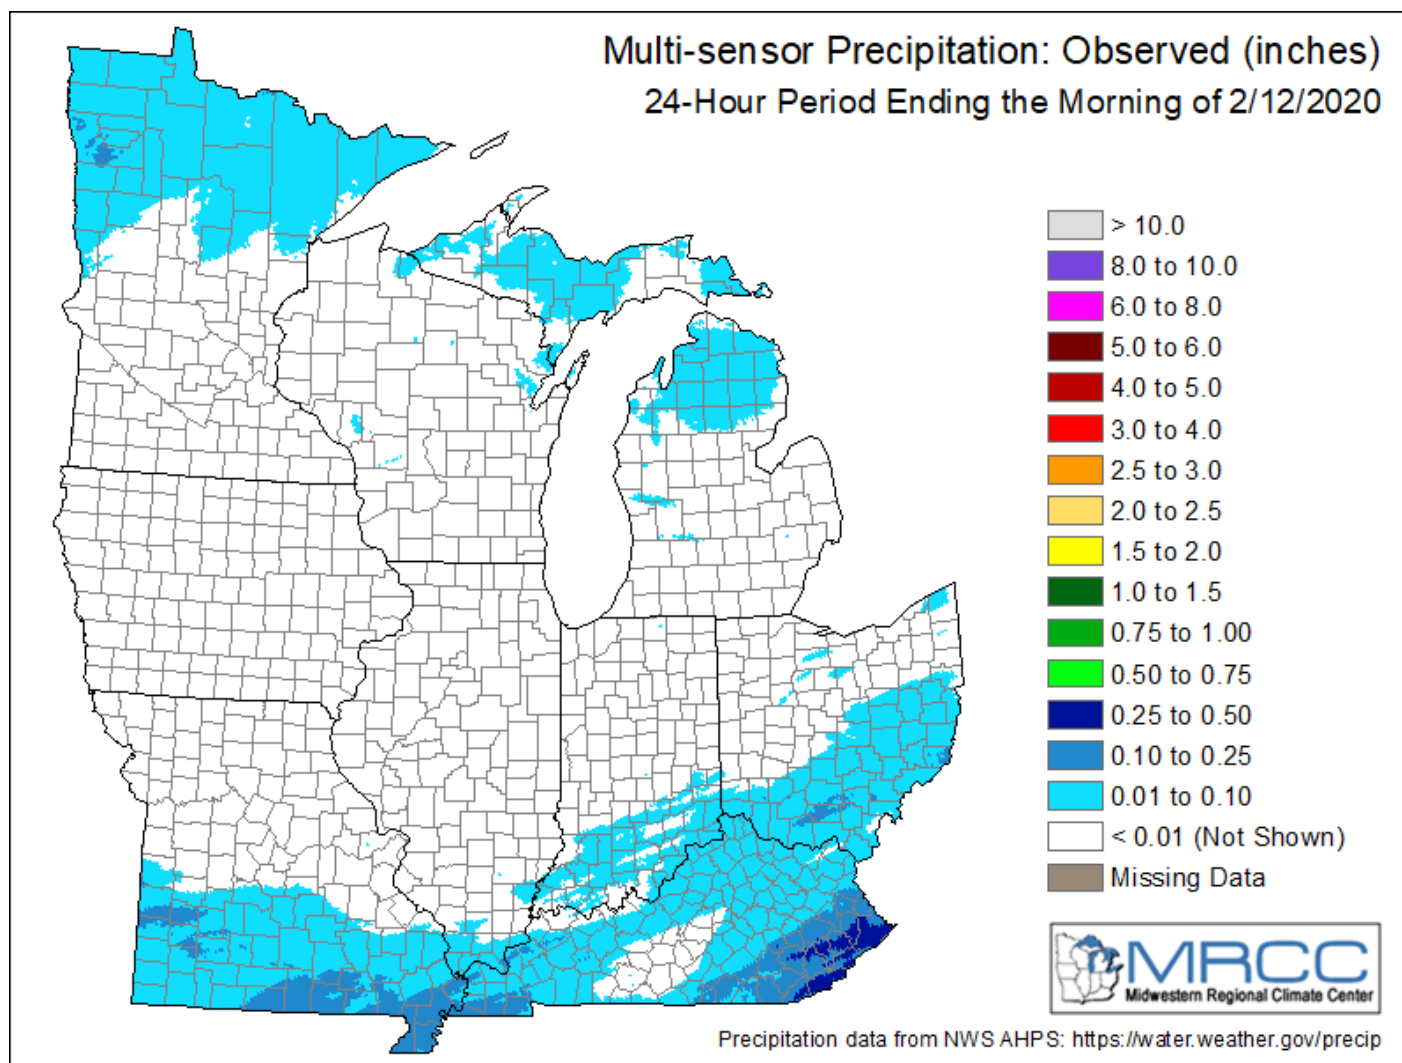 Multi-sensor Precipitation: Observed (inches)
24-Hour Period Ending the Morning of 2/12/2020
> 10.0
8.0 to 10.0
6.0 to 8.0
5.0 to 6.0
4.0 to 5.0
3.0 to 4.0
2.5 to 3.0
2.0 to 2.5
1.5 to 2.0
1.0 to 1.5
0.75 to 1.00
0.50 to 0.75
0.25 to 0.50
0.10 to 0.25
0.01 to 0.10
< 0.01 (Not Shown)
Missing Data
MRCC
Midwestern Regional Climate Center
Precipitation data from NWS AHPS: https://water.weather.gov/precip